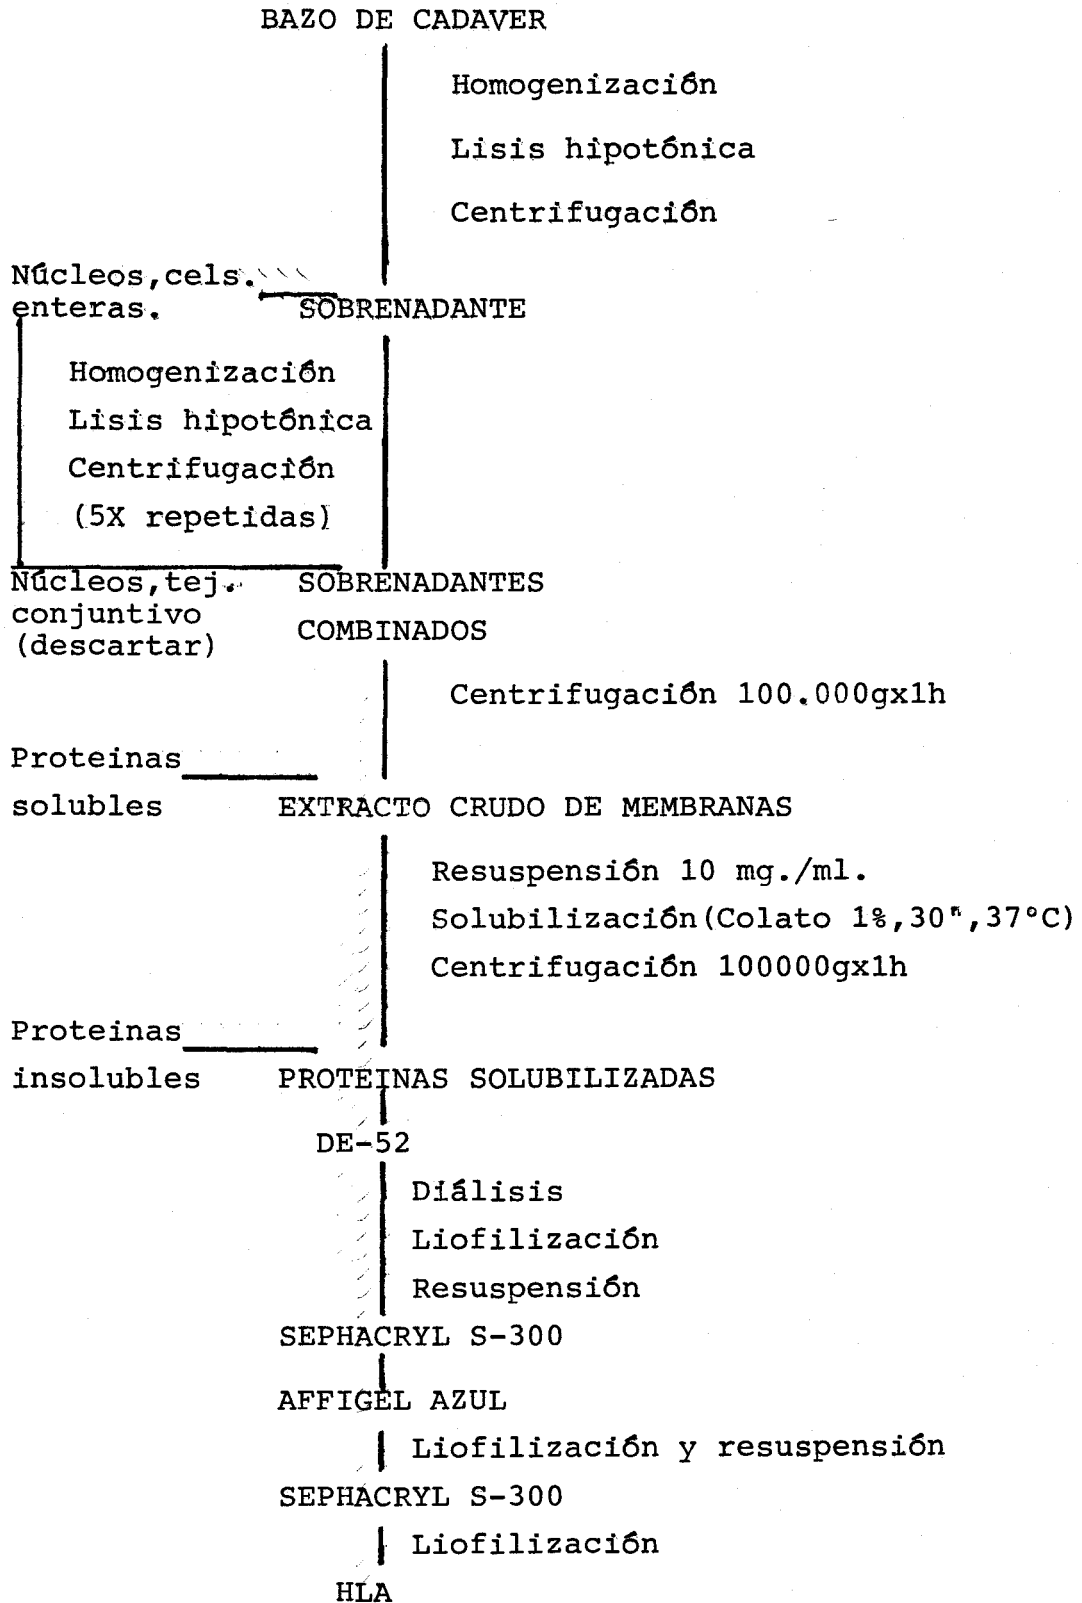 BAZO DE CADAVER
Homogenización
Lisis hipotónica
Centrifugación
Núcleos,cels.
enteras.
SOBRENADANTE
Homogenización
Lisis hipotónica
Centrifugación
(5X repetidas)
Núcleos,tej.
conjuntivo
(descartar)
SOBRENADANTES
COMBINADOS
Centrifugación 100.000gx1h
Proteinas
solubles
EXTRACTO CRUDO DE MEMBRANAS
Resuspensión 10 mg./ml.
Solubilización(Colato 1%,30",37°C)
Centrifugación 100000gx1h
Proteinas
insolubles
PROTEINAS SOLUBILIZADAS
DE-52
Diálisis
Liofilización
Resuspensión
SEPHACRYL S-300
AFFIGEL AZUL
Liofilización y resuspensión
SEPHACRYL S-300
Liofilización
HLA